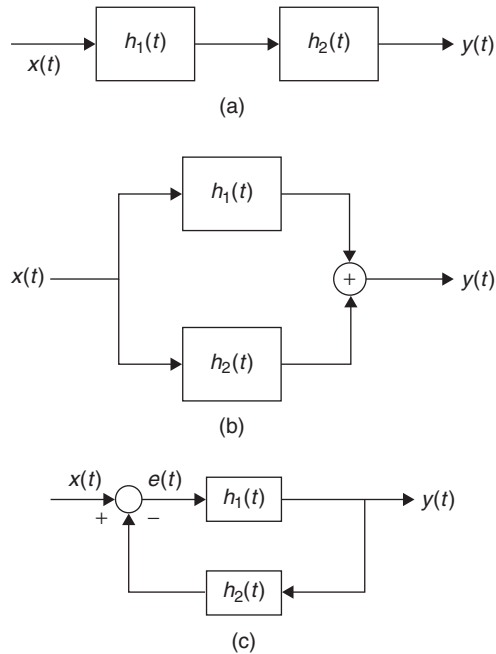 h₁(t) h₂(t) y(t)
x(t)
(a)
h₁(t)
x(t) + y(t)
h₂(t)
(b)
x(t) e(t)
h₁(t) y(t)
+ −
h₂(t)
(c)